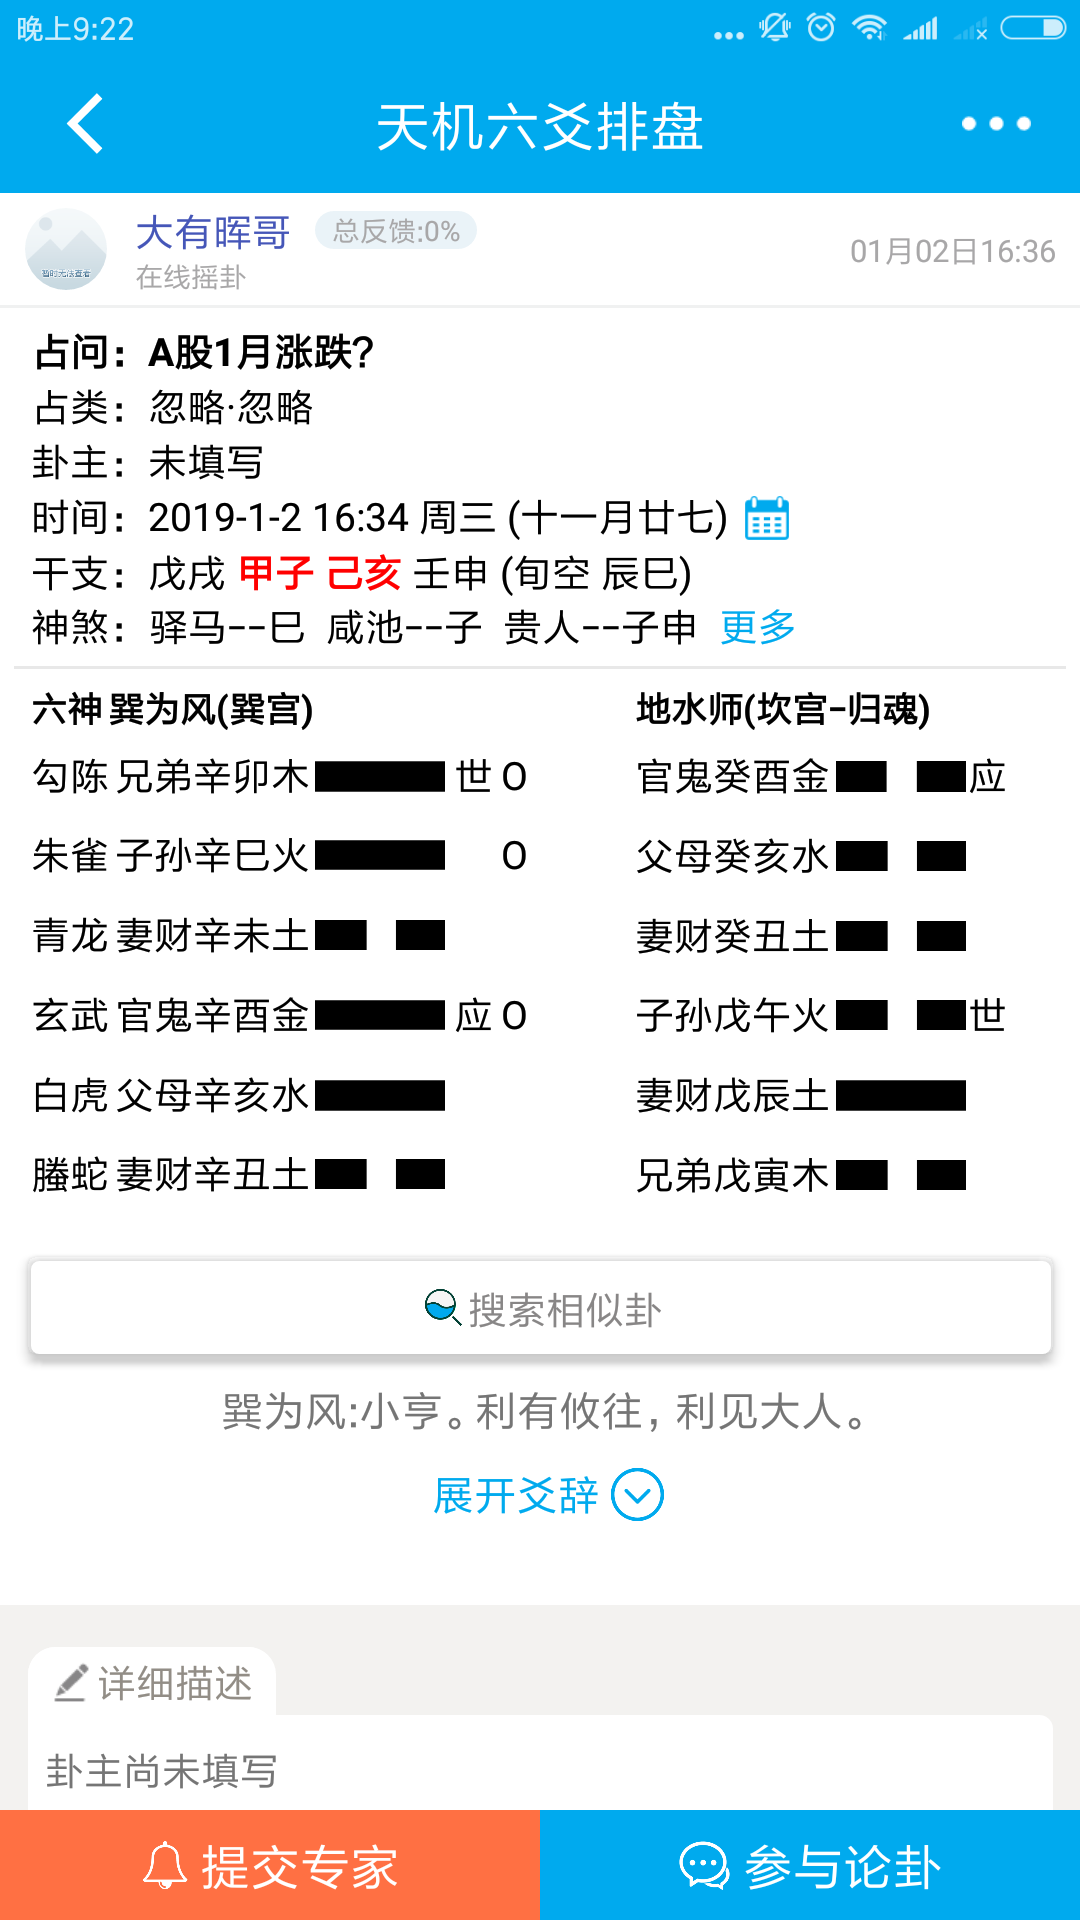 晚上9:22
天机六爻排盘
大有晖哥 总反馈:0%
在线摇卦
01月02日16:36
暂时无法查看
占问：A股1月涨跌?
占类：忽略·忽略
卦主：未填写
时间：2019-1-2 16:34 周三 (十一月廿七)
干支：戊戌 甲子 己亥 壬申 (旬空 辰巳)
神煞：驿马--巳 咸池--子 贵人--子申 更多
六神 巽为风(巽宫) 地水师(坎宫-归魂)
勾陈 兄弟辛卯木 世 O 官鬼癸酉金 应
朱雀 子孙辛巳火 O 父母癸亥水
青龙 妻财辛未土 妻财癸丑土
玄武 官鬼辛酉金 应 O 子孙戊午火 世
白虎 父母辛亥水 妻财戊辰土
螣蛇 妻财辛丑土 兄弟戊寅木
搜索相似卦
巽为风:小亨。利有攸往，利见大人。
展开爻辞
详细描述
卦主尚未填写
提交专家 参与论卦